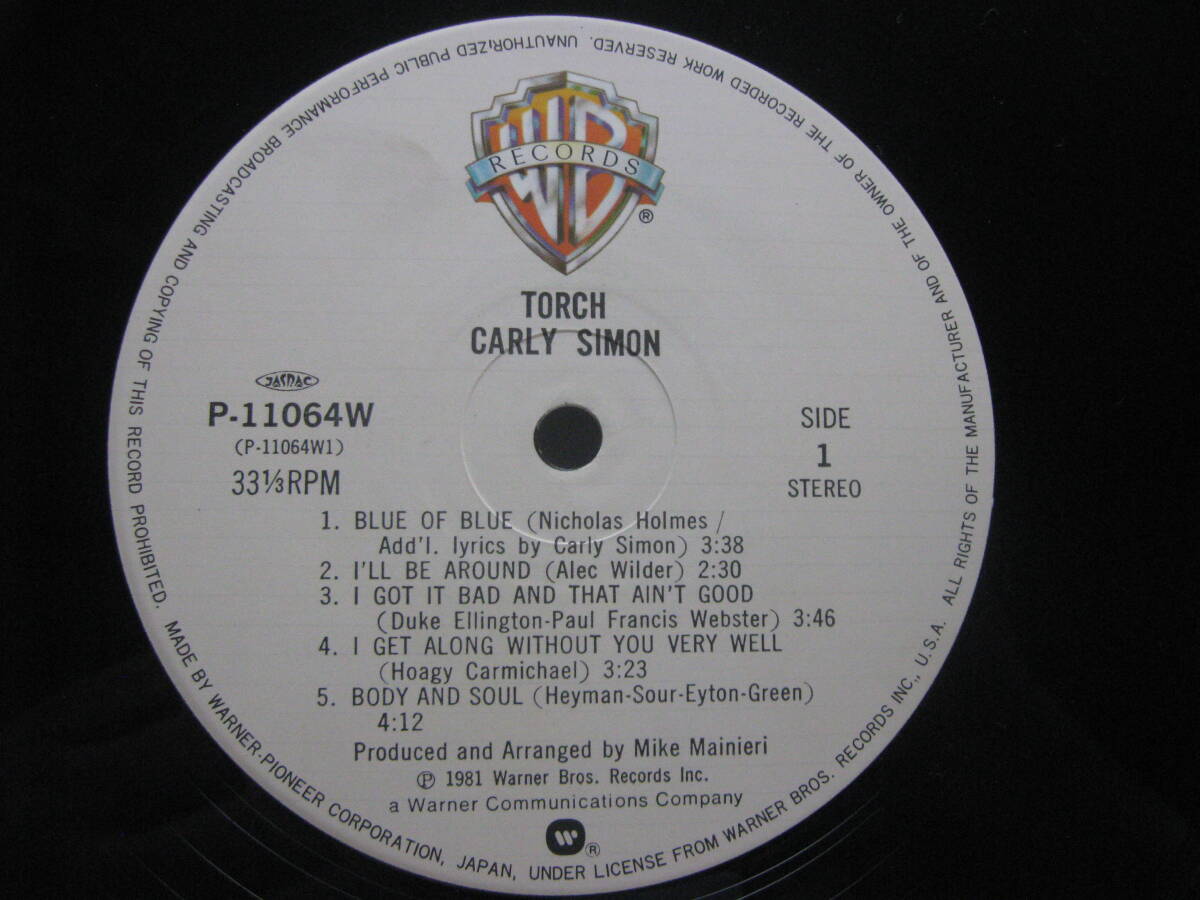 WB
RECORDS
®
TORCH
CARLY SIMON
JASRAC
P-11064W
(P-11064W1)
33⅓RPM
SIDE
1
STEREO
1. BLUE OF BLUE (Nicholas Holmes /
Add'l. lyrics by Carly Simon) 3:38
2. I'LL BE AROUND (Alec Wilder) 2:30
3. I GOT IT BAD AND THAT AIN'T GOOD
(Duke Ellington-Paul Francis Webster) 3:46
4. I GET ALONG WITHOUT YOU VERY WELL
(Hoagy Carmichael) 3:23
5. BODY AND SOUL (Heyman-Sour-Eyton-Green)
4:12
Produced and Arranged by Mike Mainieri
℗ 1981 Warner Bros. Records Inc.
a Warner Communications Company
®
MADE BY WARNER-PIONEER CORPORATION, JAPAN, UNDER LICENSE FROM WARNER BROS. RECORDS INC., U.S.A. ALL RIGHTS OF THE MANUFACTURER AND OF THE OWNER OF THE RECORDED WORK RESERVED. UNAUTHORIZED PUBLIC PERFORMANCE BROADCASTING AND COPYING OF THIS RECORD PROHIBITED.